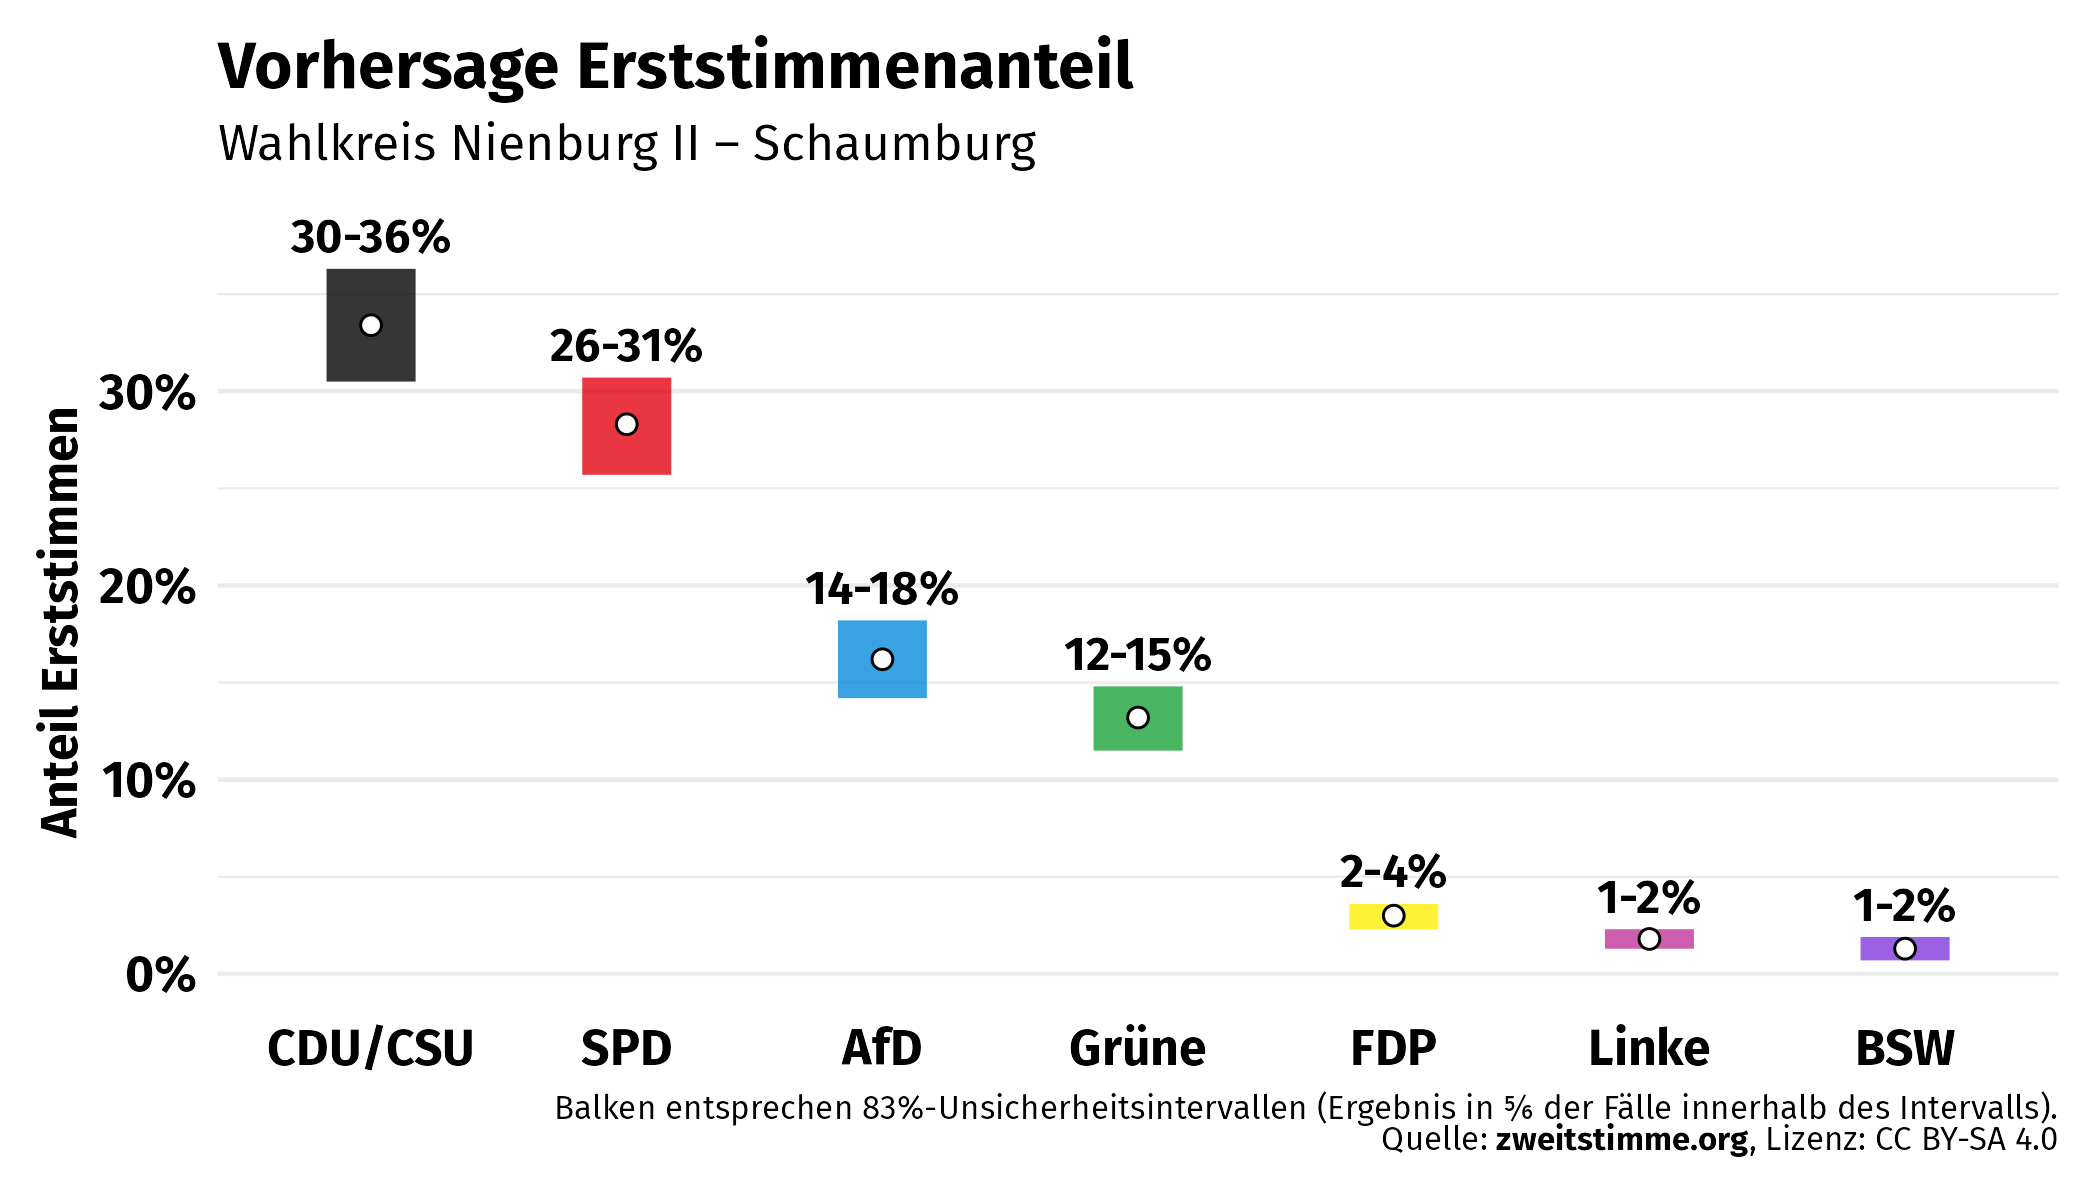 Vorhersage Erststimmenanteil
Wahlkreis Nienburg II – Schaumburg
30-36%
26-31%
14-18%
12-15%
2-4%
1-2%
1-2%
30%
20%
10%
0%
Anteil Erststimmen
CDU/CSU SPD AfD Grüne FDP Linke BSW
Balken entsprechen 83%-Unsicherheitsintervallen (Ergebnis in ⅚ der Fälle innerhalb des Intervalls).
Quelle: zweitstimme.org, Lizenz: CC BY-SA 4.0